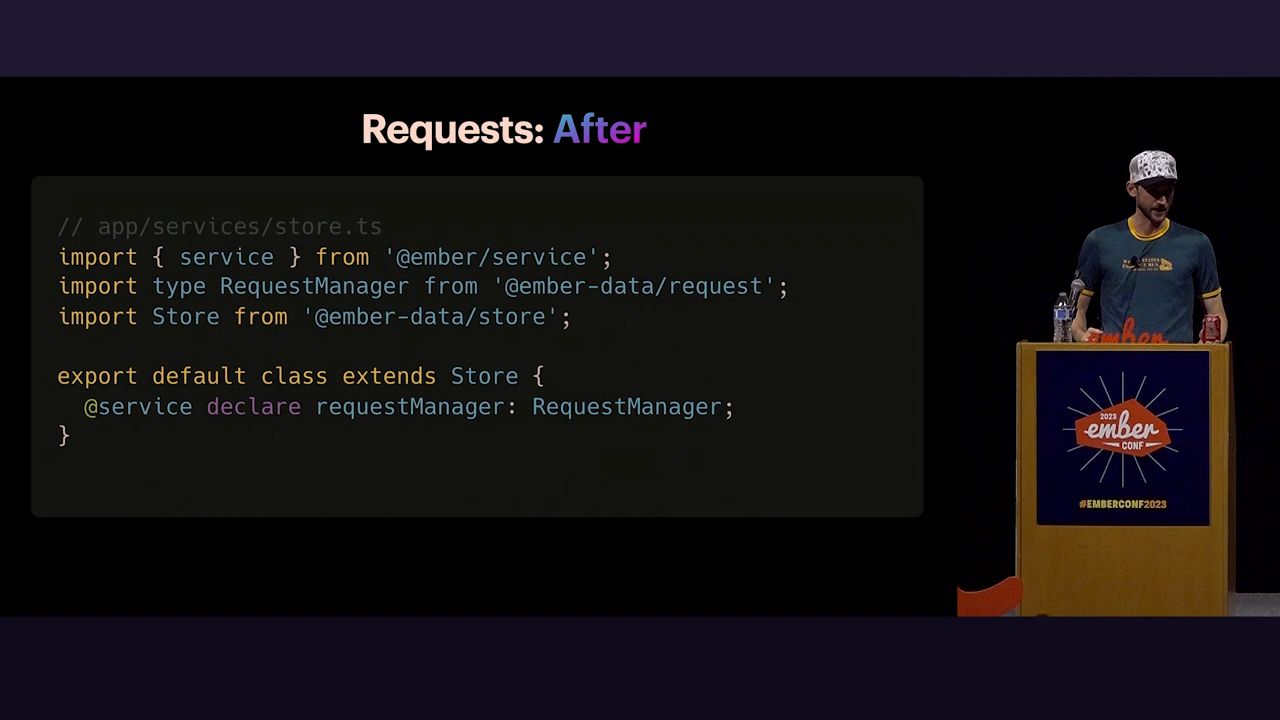 Requests: After
// app/services/store.ts
import { service } from '@ember/service';
import type RequestManager from '@ember-data/request';
import Store from '@ember-data/store';
export default class extends Store {
@service declare requestManager: RequestManager;
}
ember
2023
ember
CONF
#EMBERCONF2023